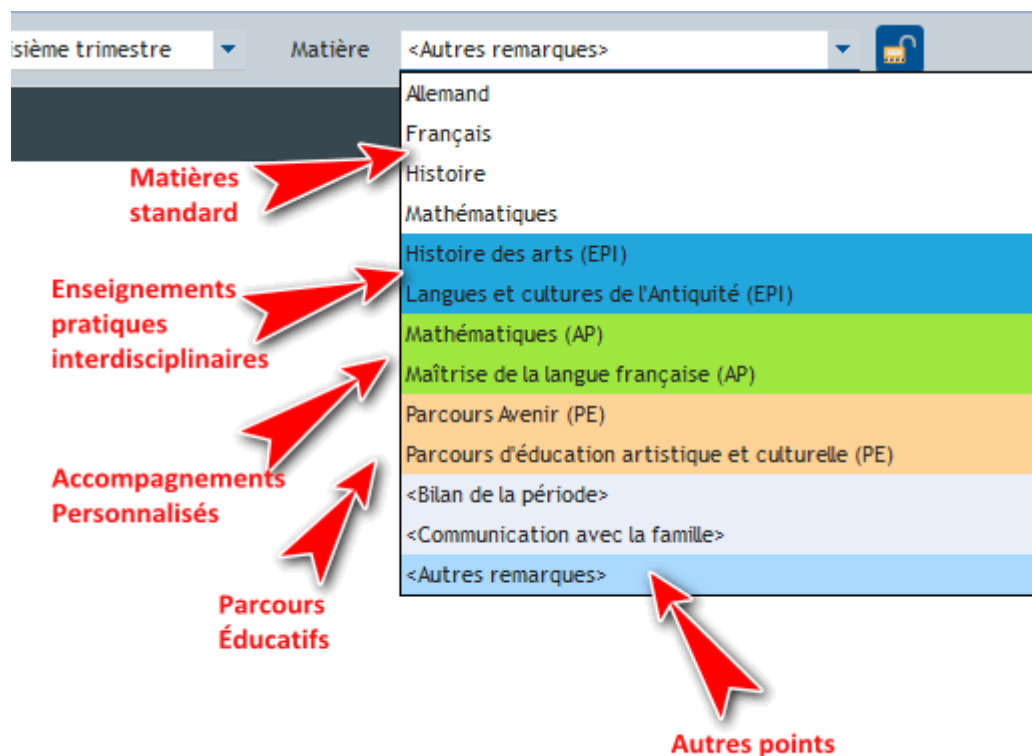 isième trimestre Matière <Autres remarques>
Allemand
Français
Histoire
Mathématiques
Histoire des arts (EPI)
Langues et cultures de l'Antiquité (EPI)
Mathématiques (AP)
Maîtrise de la langue française (AP)
Parcours Avenir (PE)
Parcours d'éducation artistique et culturelle (PE)
<Bilan de la période>
<Communication avec la famille>
<Autres remarques>
Matières
standard
Enseignements
pratiques
interdisciplinaires
Accompagnements
Personnalisés
Parcours
Éducatifs
Autres points